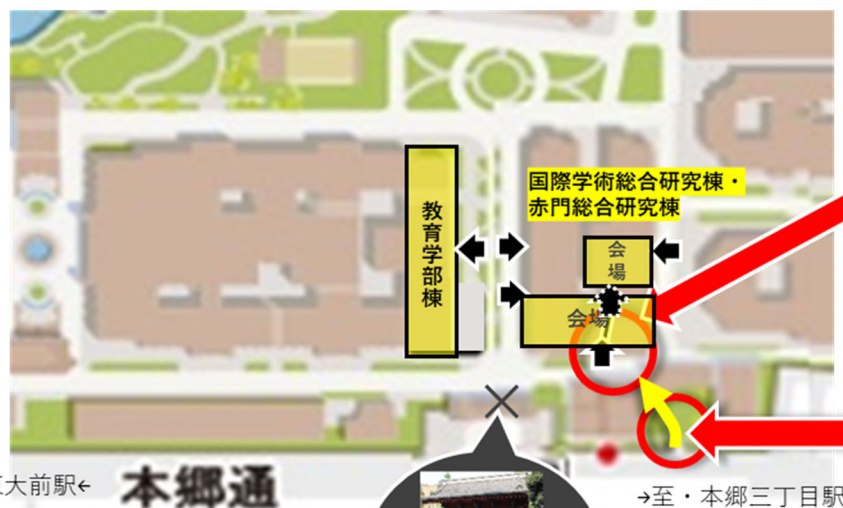 国際学術総合研究棟・
赤門総合研究棟
教育学部棟
会場
会場
大前駅←
本郷通
→至・本郷三丁目駅